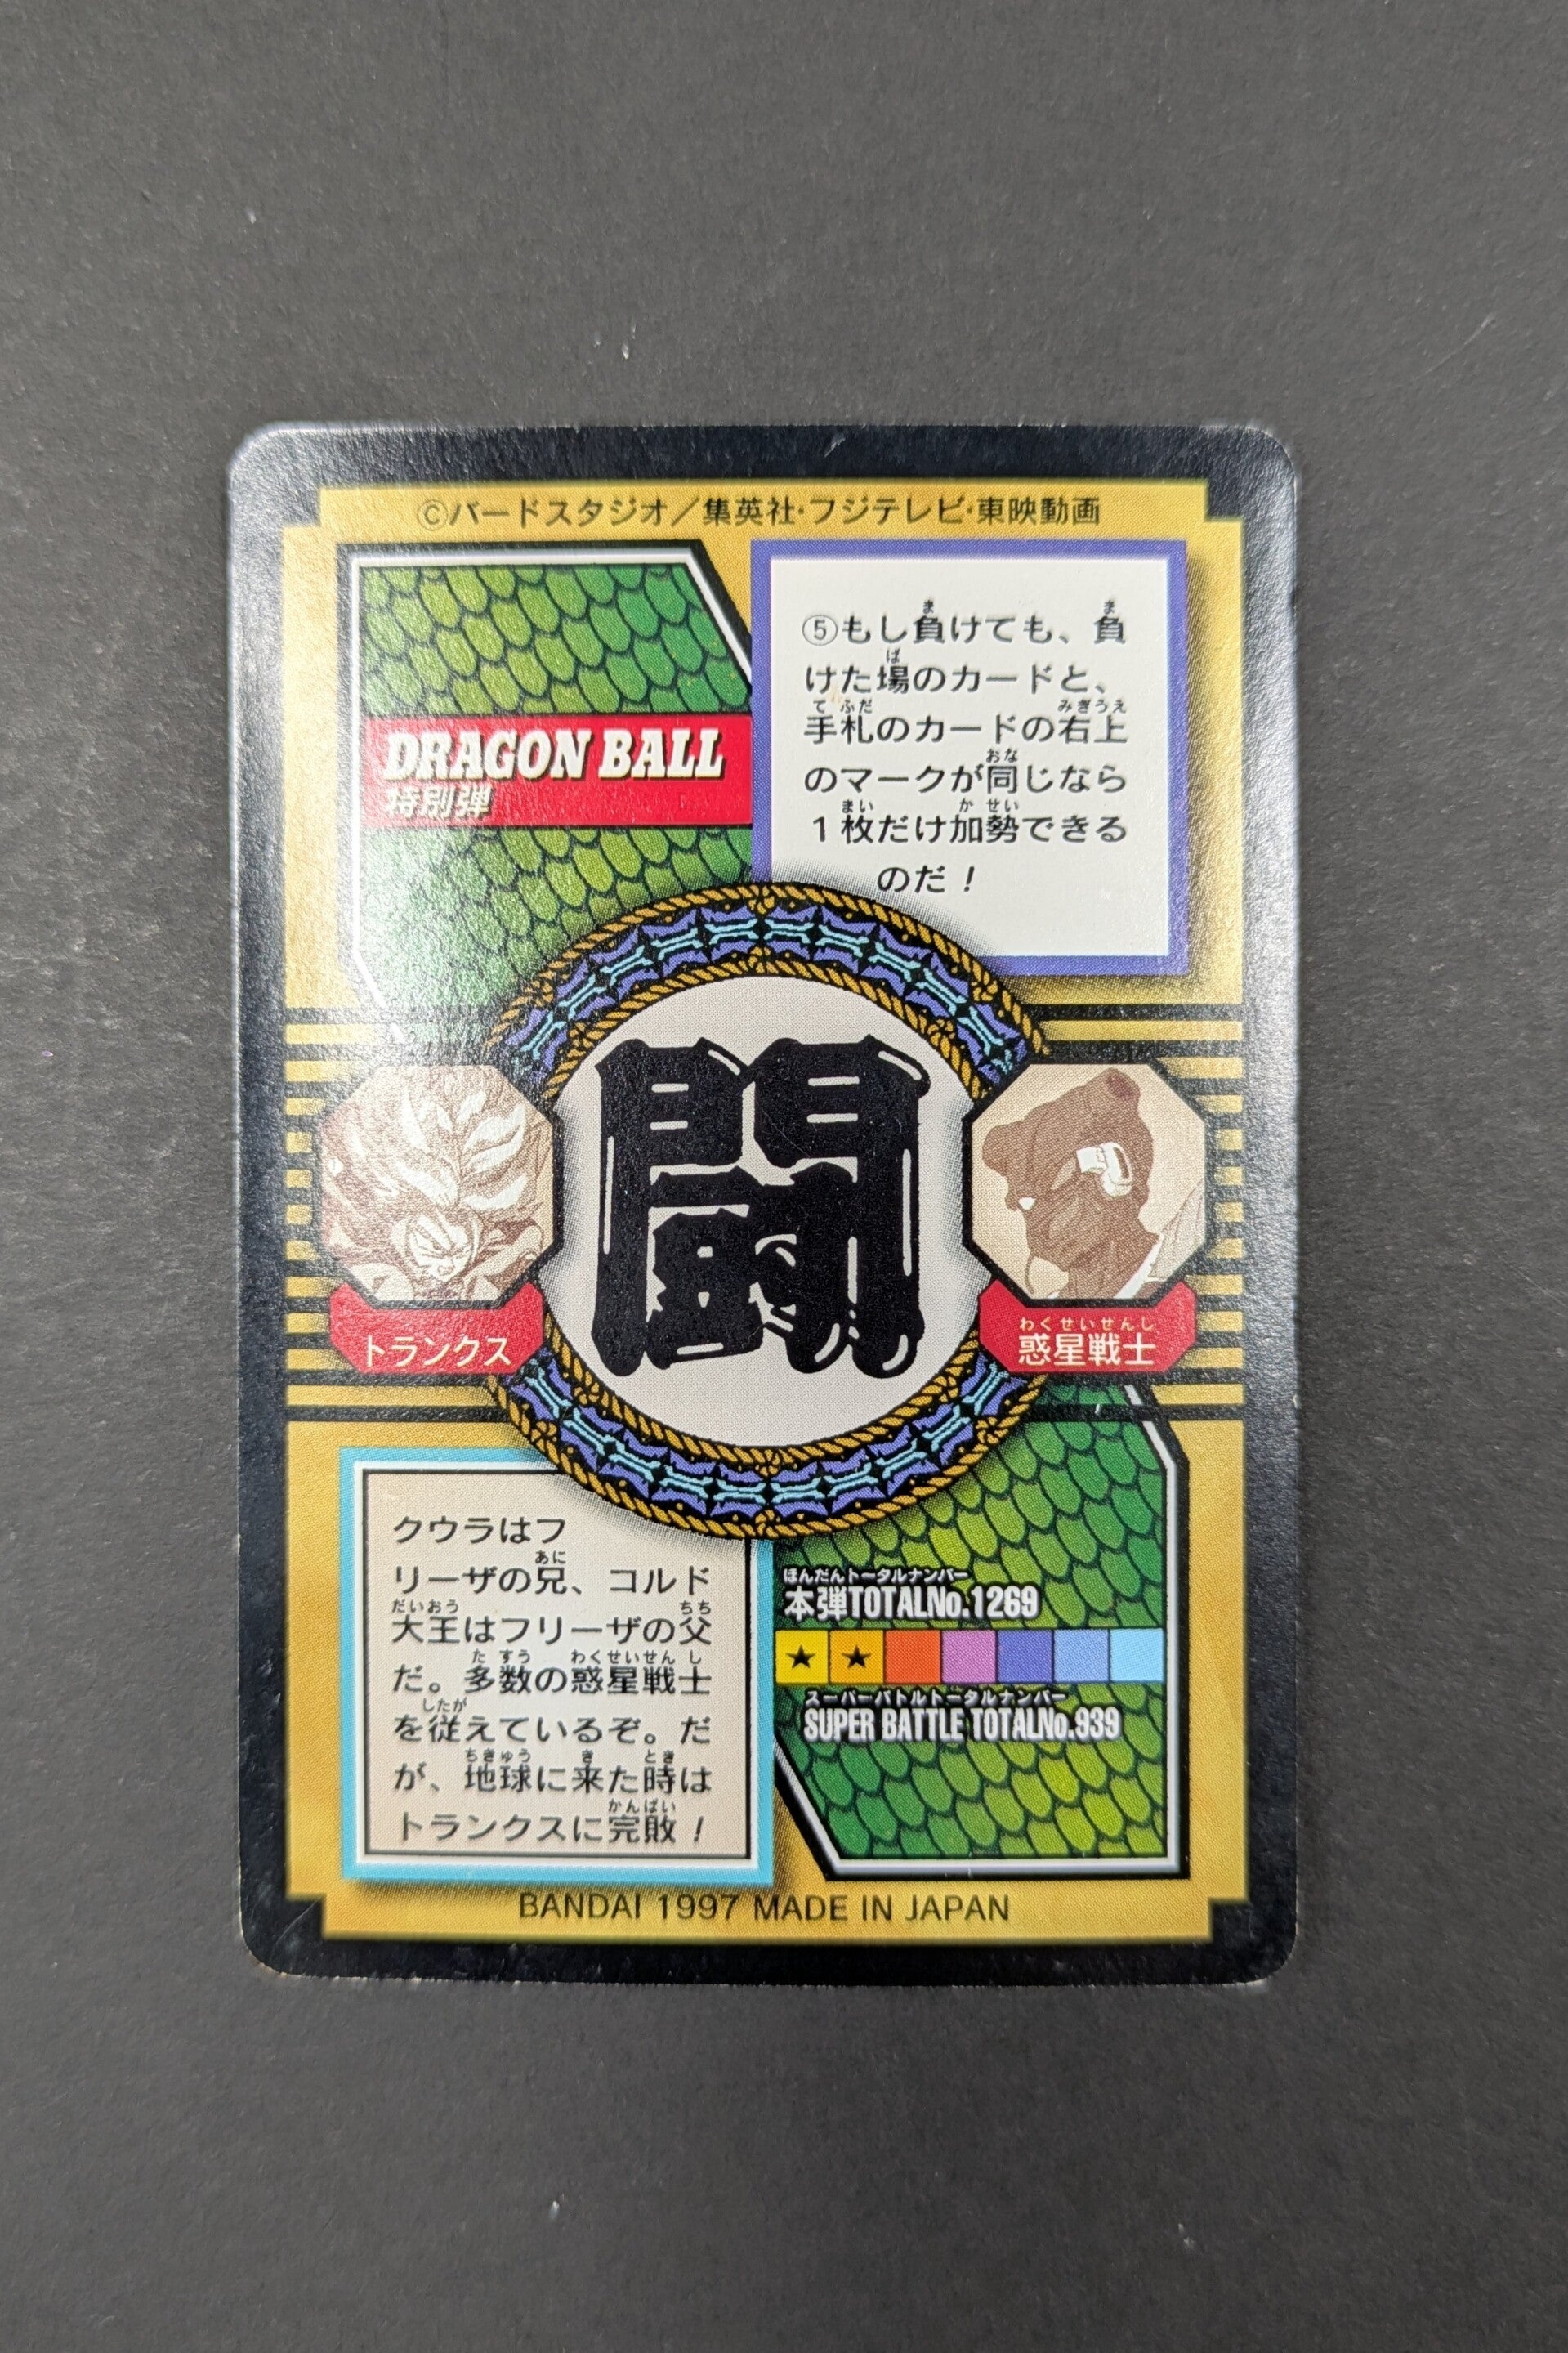 ©バードスタジオ／集英社・フジテレビ・東映動画
DRAGON BALL
特別弾
⑤もし負けても、負
けた場のカードと、
手札のカードの右上
のマークが同じなら
１枚だけ加勢できる
のだ！
闘
トランクス
わくせいせんし
惑星戦士
クウラはフ
リーザの兄、コルド
大王はフリーザの父
だ。多数の惑星戦士
を従えているぞ。だ
が、地球に来た時は
トランクスに完敗！
ほんだんトータルナンバー
本弾TOTALNo.1269
★ ★
スーパーバトルトータルナンバー
SUPER BATTLE TOTALNo.939
BANDAI 1997 MADE IN JAPAN